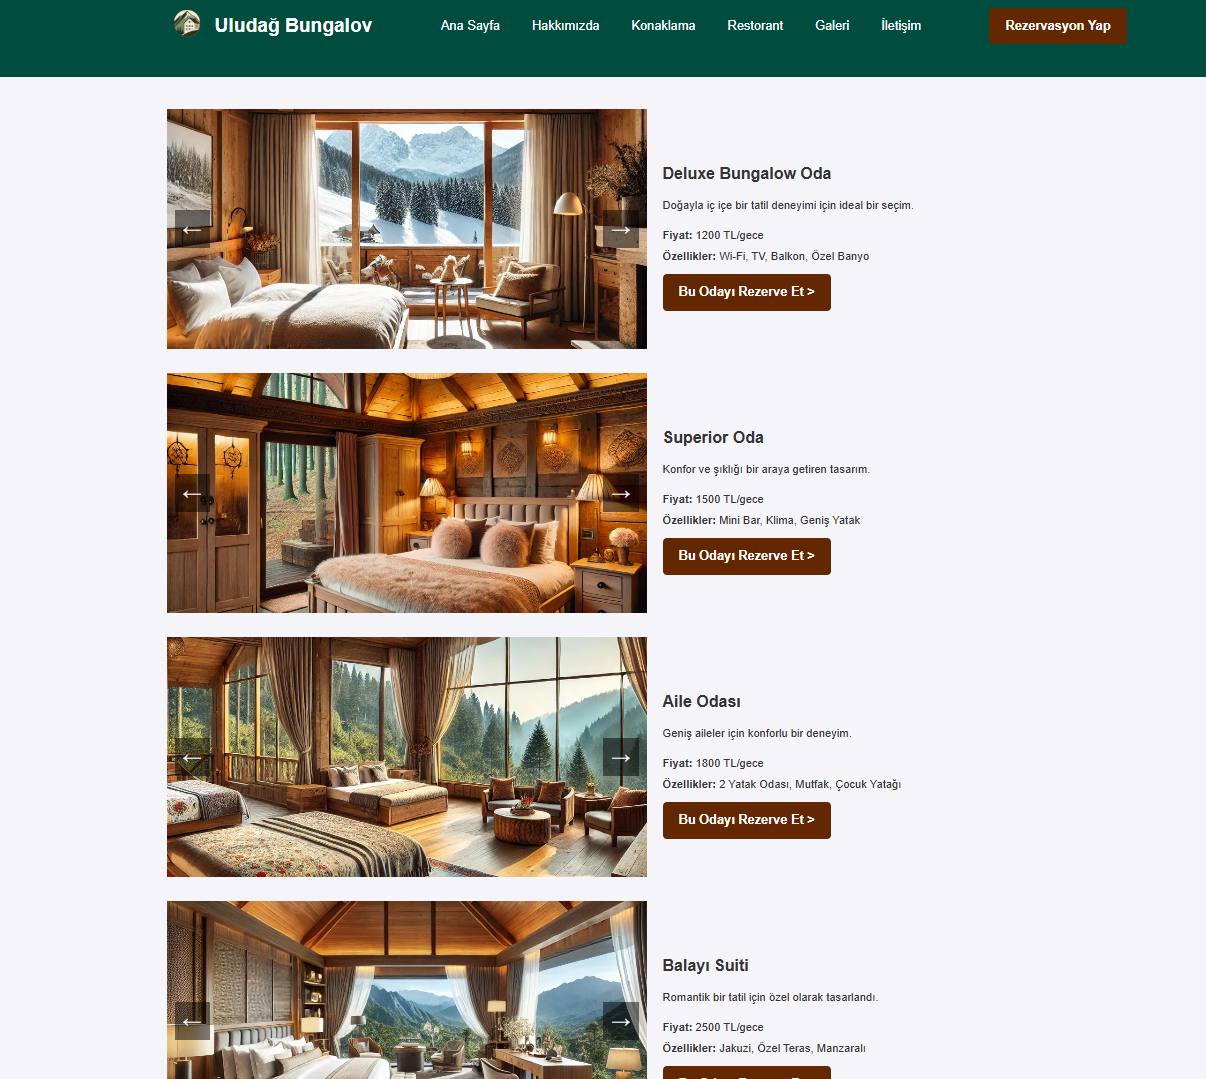 Uludağ Bungalov
Ana Sayfa Hakkımızda Konaklama Restorant Galeri İletişim
Rezervasyon Yap
Deluxe Bungalow Oda
Doğayla iç içe bir tatil deneyimi için ideal bir seçim.
Fiyat: 1200 TL/gece
Özellikler: Wi-Fi, TV, Balkon, Özel Banyo
Bu Odayı Rezerve Et >
Superior Oda
Konfor ve şıklığı bir araya getiren tasarım.
Fiyat: 1500 TL/gece
Özellikler: Mini Bar, Klima, Geniş Yatak
Bu Odayı Rezerve Et >
Aile Odası
Geniş aileler için konforlu bir deneyim.
Fiyat: 1800 TL/gece
Özellikler: 2 Yatak Odası, Mutfak, Çocuk Yatağı
Bu Odayı Rezerve Et >
Balayı Suiti
Romantik bir tatil için özel olarak tasarlandı.
Fiyat: 2500 TL/gece
Özellikler: Jakuzi, Özel Teras, Manzaralı